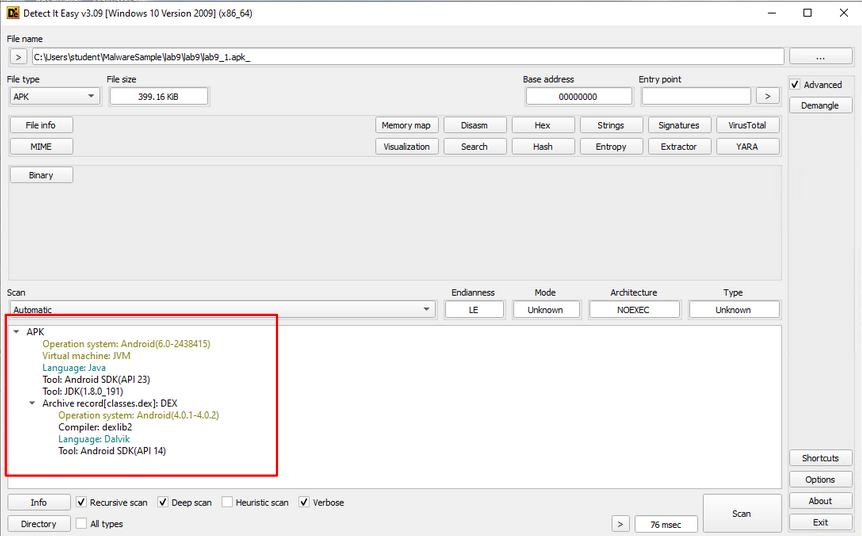 Detect It Easy v3.09 [Windows 10 Version 2009] (x86_64)
File name
> C:\Users\student\MalwareSample\lab9\lab9\lab9_1.apk_ ...
File type File size Base address Entry point Advanced
APK 399.16 KiB 00000000 > Demangle
File info Memory map Disasm Hex Strings Signatures VirusTotal
MIME Visualization Search Hash Entropy Extractor YARA
Binary
Scan Endianness Mode Architecture Type
Automatic LE Unknown NOEXEC Unknown
APK
Operation system: Android(6.0-2438415)
Virtual machine: JVM
Language: Java
Tool: Android SDK(API 23)
Tool: JDK(1.8.0_191)
Archive record[classes.dex]: DEX
Operation system: Android(4.0.1-4.0.2)
Compiler: dexlib2
Language: Dalvik
Tool: Android SDK(API 14)
Shortcuts
Options
Info Recursive scan Deep scan Heuristic scan Verbose Scan About
Directory All types > 76 msec Exit